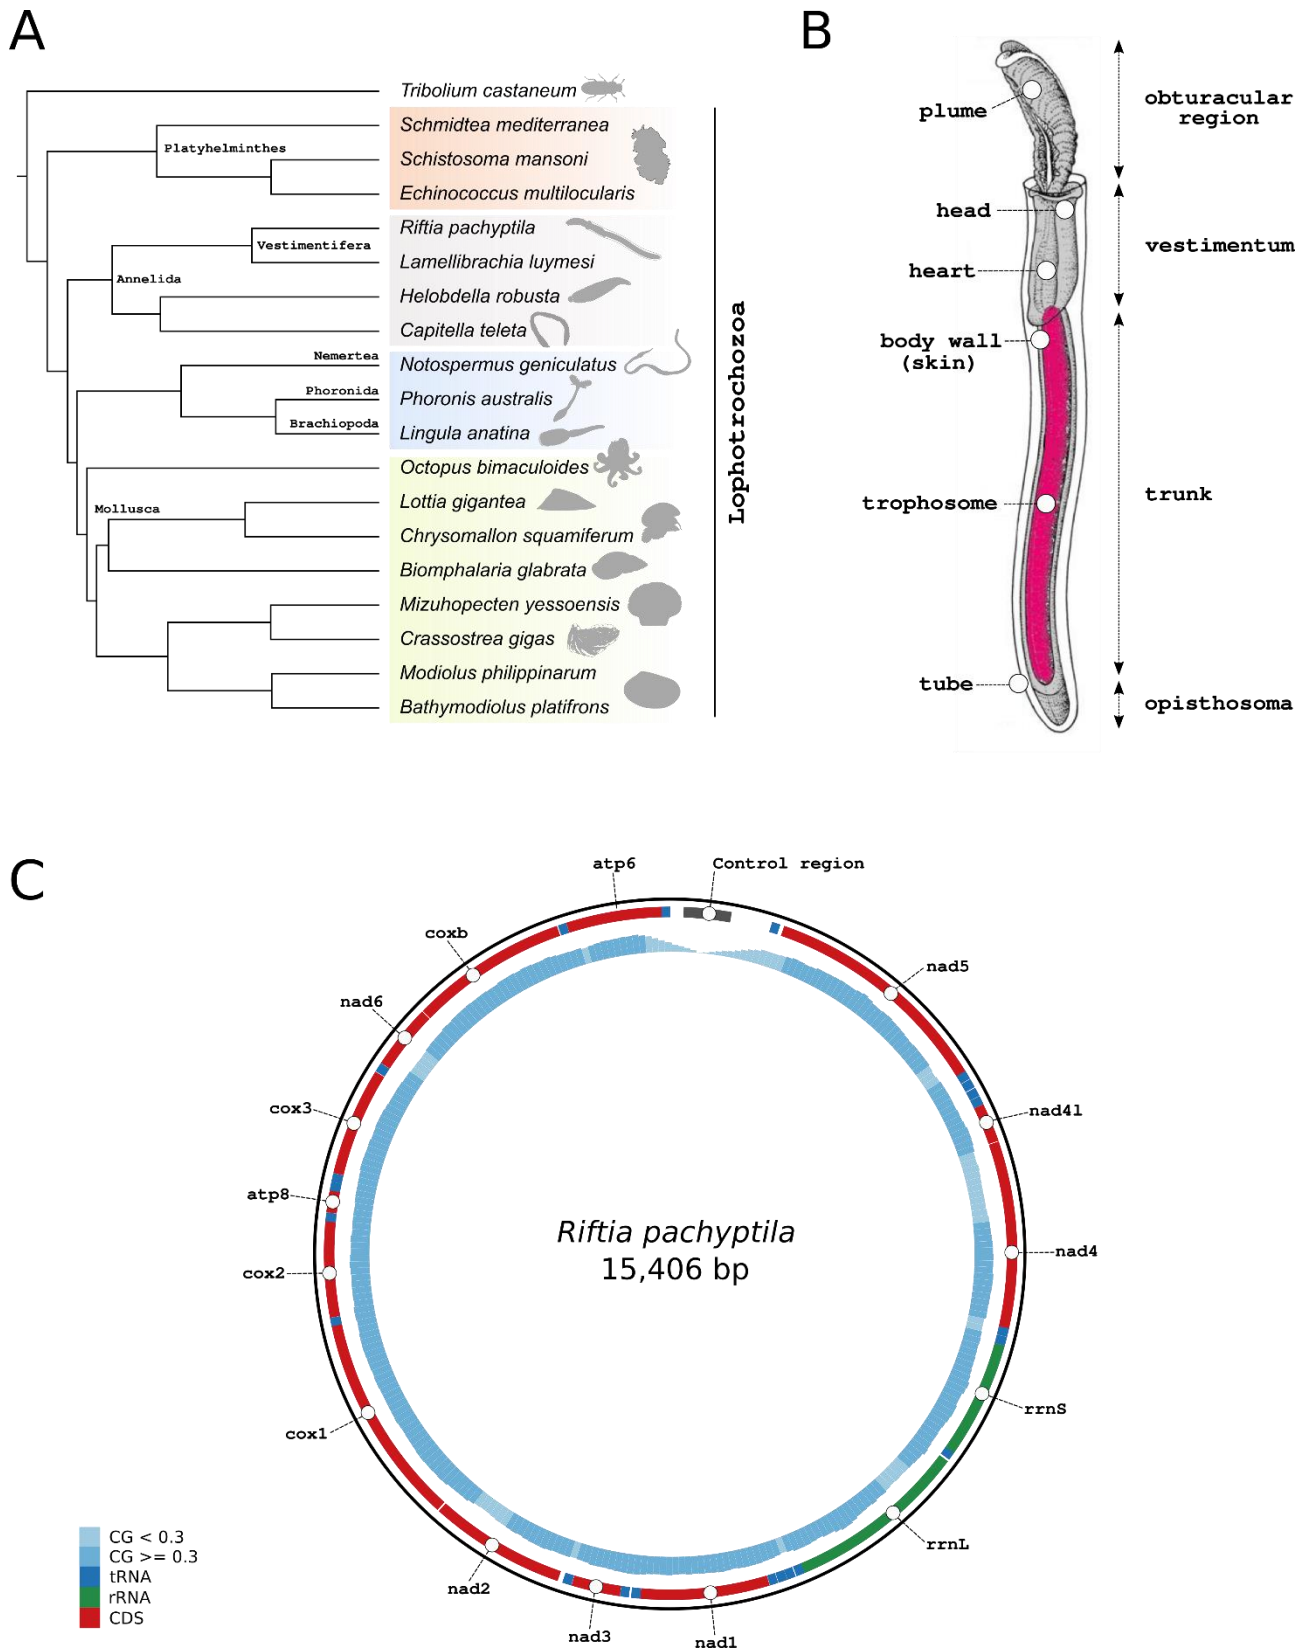 A
Tribolium castaneum
Schmidtea mediterranea
Platyhelminthes
Schistosoma mansoni
Echinococcus multilocularis
Riftia pachyptila
Vestimentifera
Lamellibrachia luymesi
Annelida
Helobdella robusta
Capitella teleta
Nemertea
Notospermus geniculatus
Phoronida
Phoronis australis
Brachiopoda
Lingula anatina
Octopus bimaculoides
Lottia gigantea
Mollusca
Chrysomallon squamiferum
Biomphalaria glabrata
Mizuhopecten yessoensis
Crassostrea gigas
Modiolus philippinarum
Bathymodiolus platifrons
Lophotrochozoa
B
plume
obturacular
region
head
vestimentum
heart
body wall
(skin)
trophosome
trunk
tube
opisthosoma
C
atp6
Control region
coxb
nad5
nad6
cox3
nad4l
atp8
Riftia pachyptila
15,406 bp
nad4
cox2
rrnS
cox1
rrnL
nad2
nad3
nad1
CG < 0.3
CG >= 0.3
tRNA
rRNA
CDS